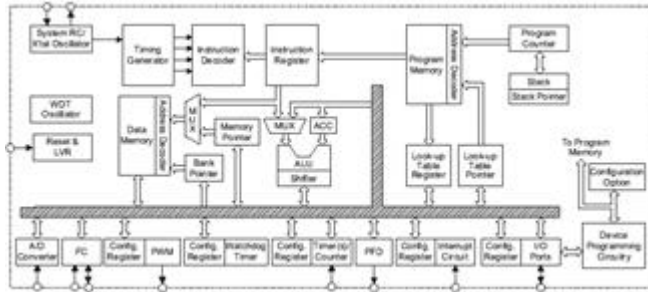 System RC/
X'tal Oscillator
Timing
Generator
Instruction
Decoder
Instruction
Register
Program
Memory
Address Decoder
Program
Counter
Stack
Stack Pointer
WDT
Oscillator
Reset &
LVR
Data
Memory
Address Decoder
MUX
Memory
Pointer
Bank
Pointer
MUX
ACC
ALU
Shifter
Look-up
Table
Register
Look-up
Table
Pointer
To Program
Memory
Configuration
Option
Device
Programming
Circuitry
A/D
Converter
Config.
Register
PWM
Config.
Register
Watchdog
Timer
Config.
Register
Timer(s)/
Counter
PFD
Config.
Register
Interrupt
Circuit
Config.
Register
I/O
Ports